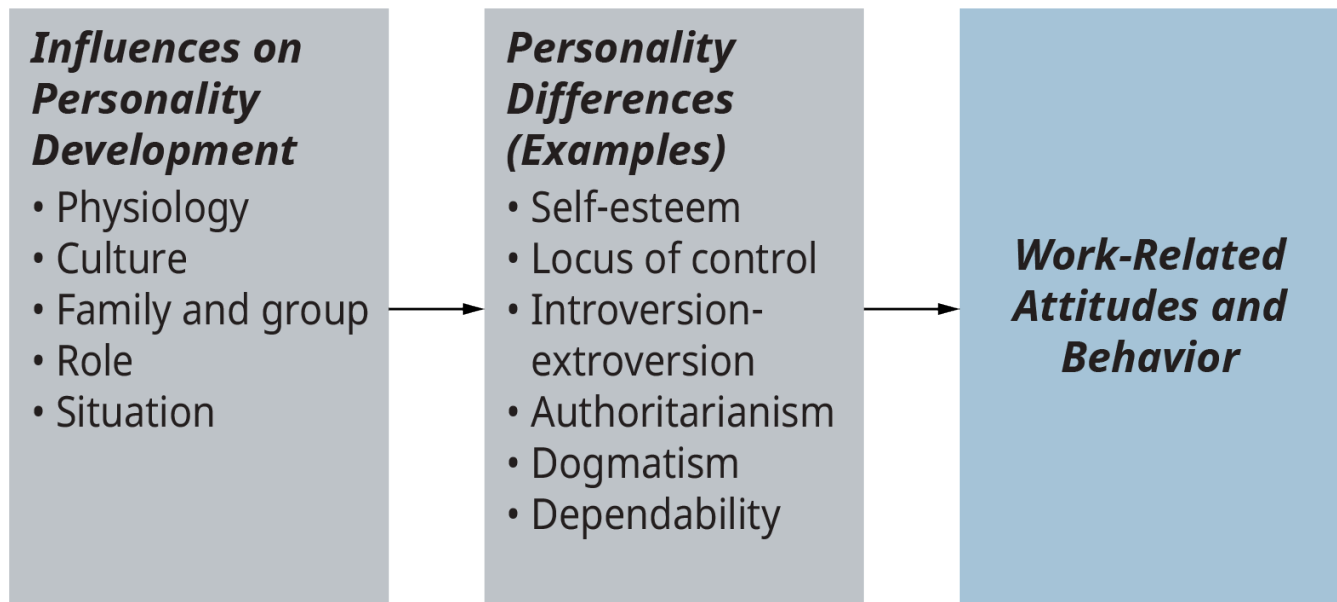 Influences on
Personality
Development
• Physiology
• Culture
• Family and group
• Role
• Situation
Personality
Differences
(Examples)
• Self-esteem
• Locus of control
• Introversion-
extroversion
• Authoritarianism
• Dogmatism
• Dependability
Work-Related
Attitudes and
Behavior